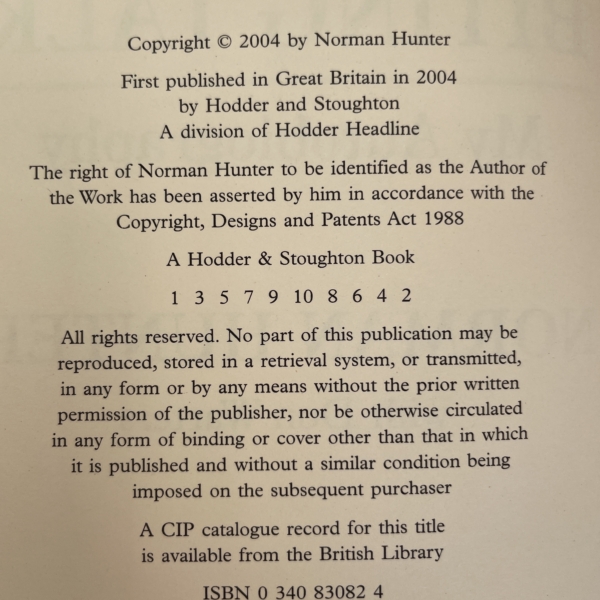 Copyright © 2004 by Norman Hunter
First published in Great Britain in 2004
by Hodder and Stoughton
A division of Hodder Headline
The right of Norman Hunter to be identified as the Author of
the Work has been asserted by him in accordance with the
Copyright, Designs and Patents Act 1988
A Hodder & Stoughton Book
1 3 5 7 9 10 8 6 4 2
All rights reserved. No part of this publication may be
reproduced, stored in a retrieval system, or transmitted,
in any form or by any means without the prior written
permission of the publisher, nor be otherwise circulated
in any form of binding or cover other than that in which
it is published and without a similar condition being
imposed on the subsequent purchaser
A CIP catalogue record for this title
is available from the British Library
ISBN 0 340 83082 4